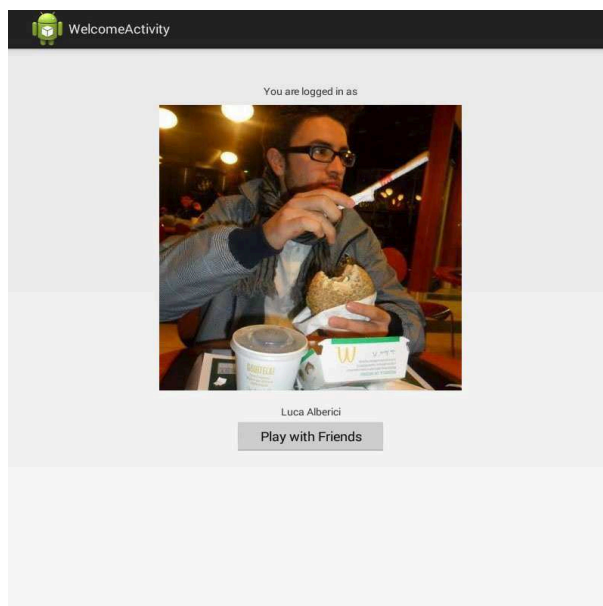 WelcomeActivity
You are logged in as
Luca Alberici
Play with Friends